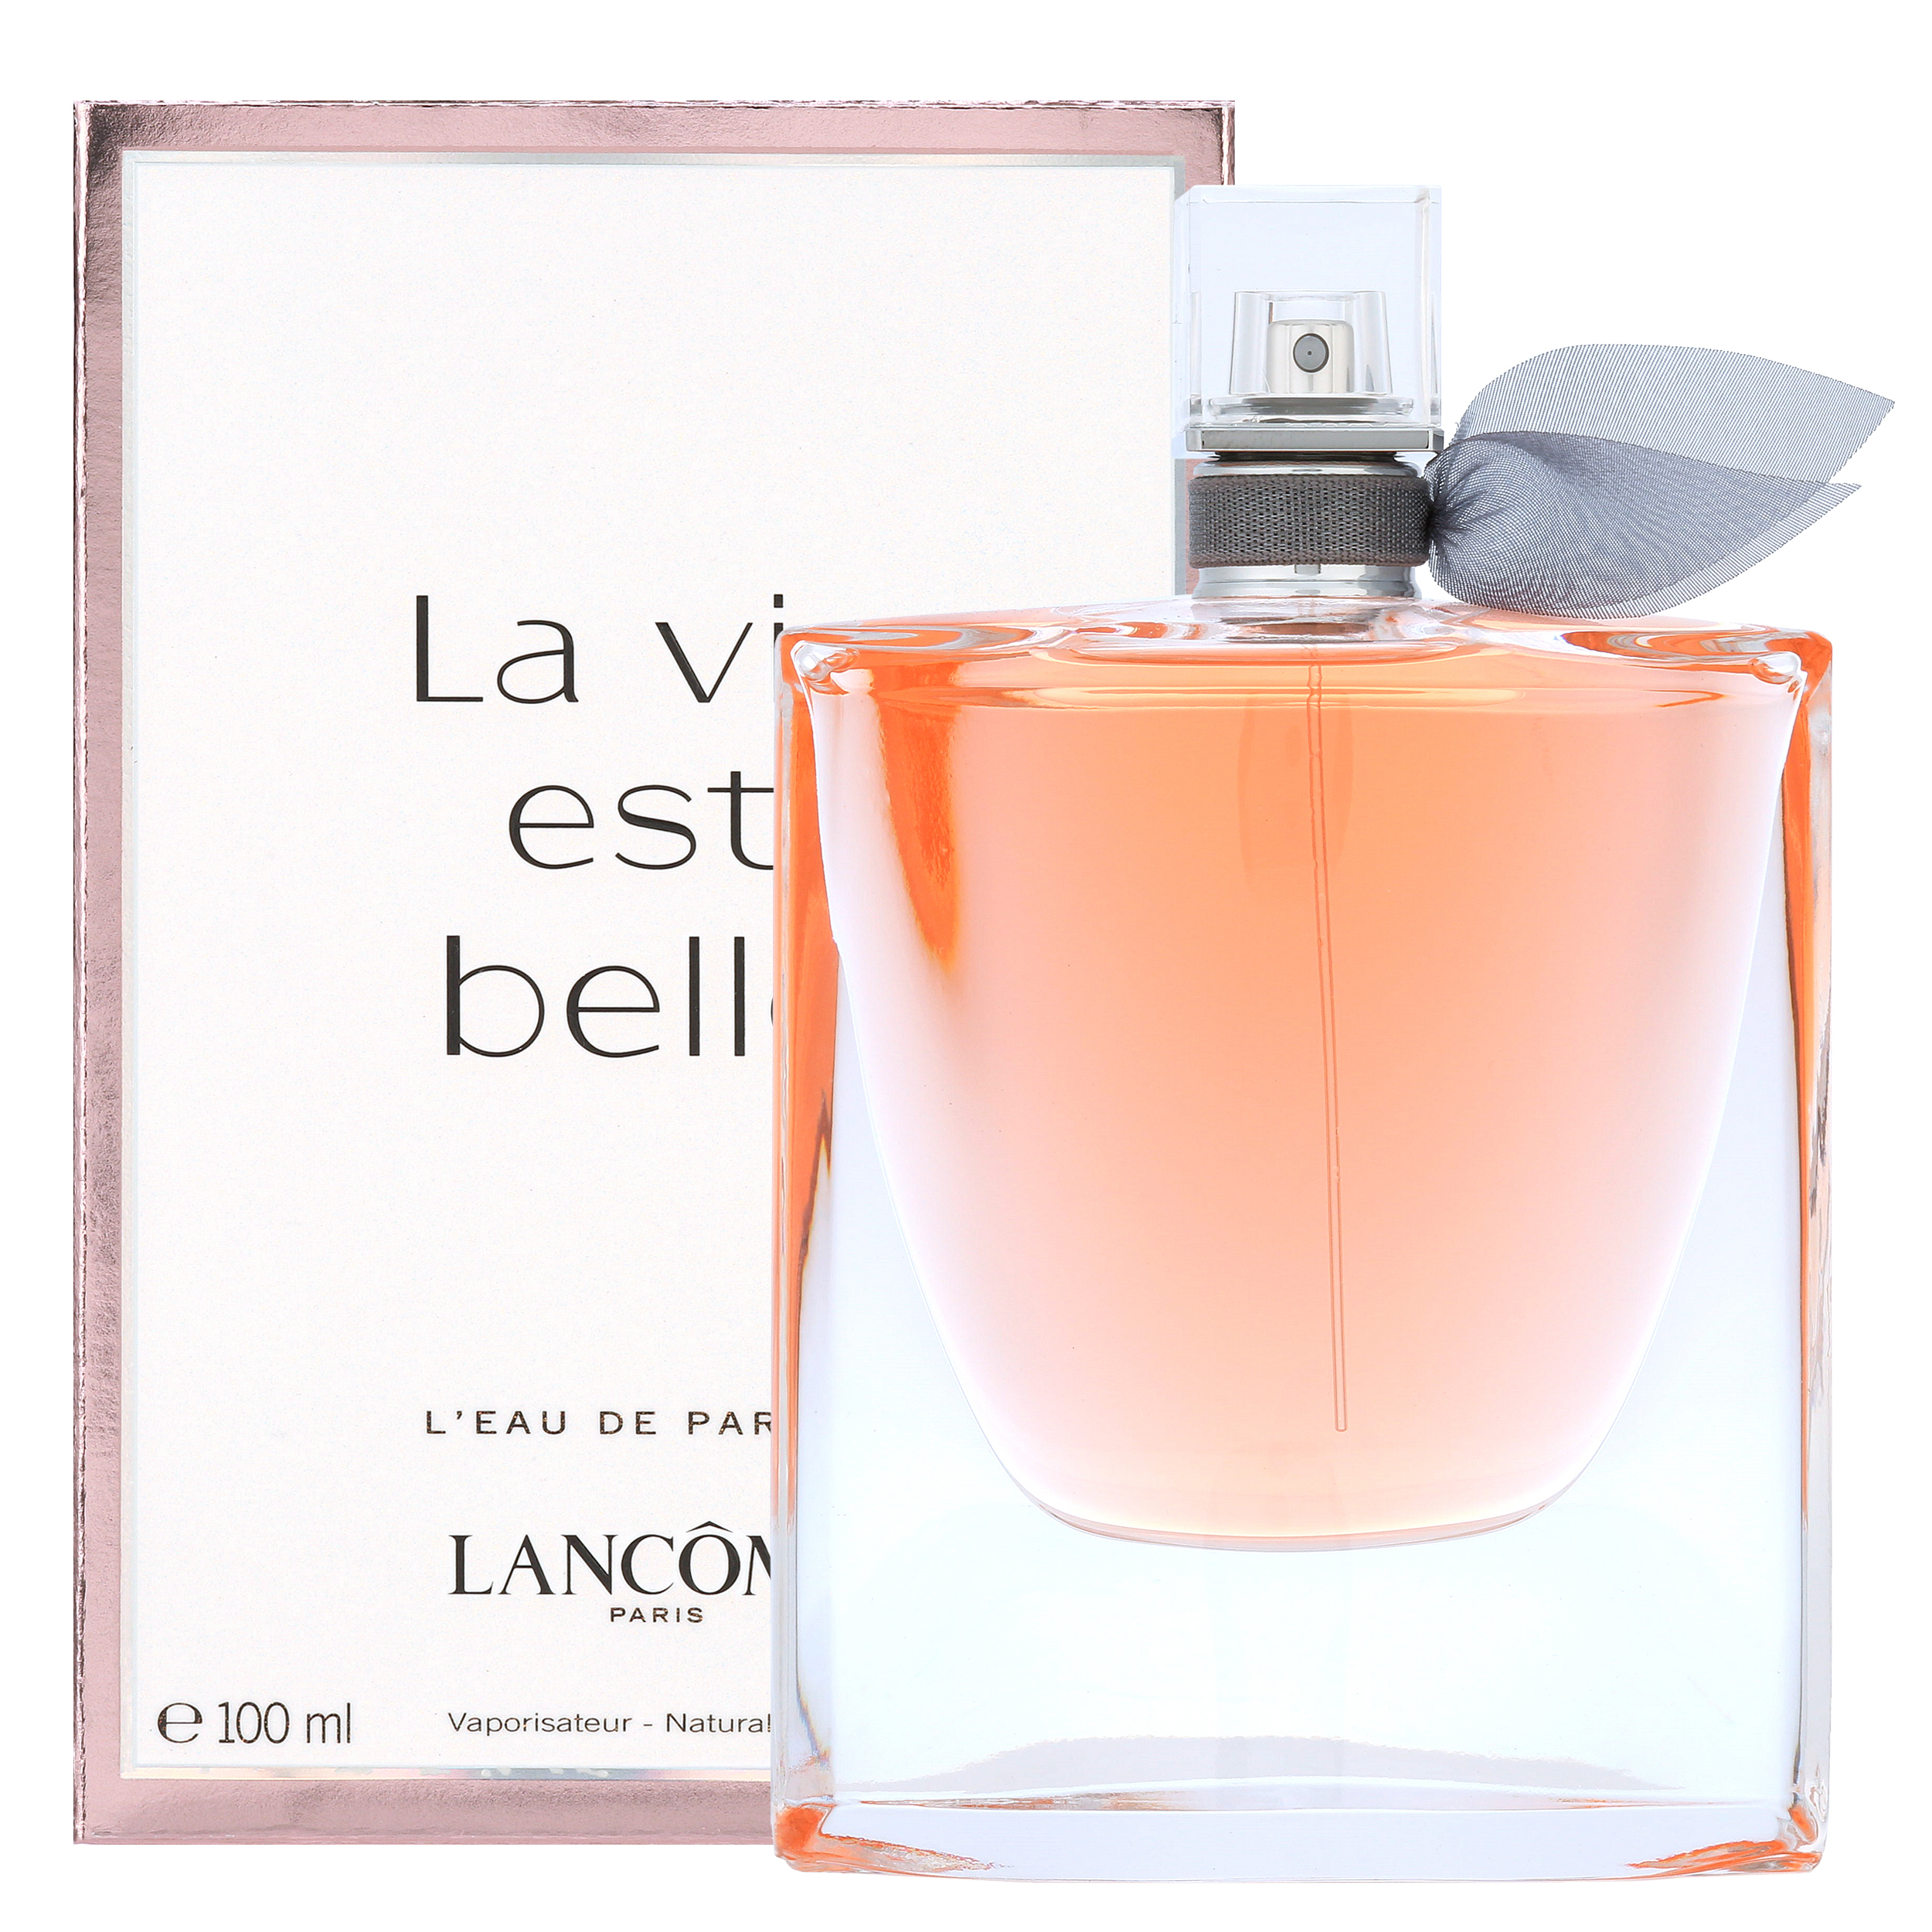 La vi
est
bell
L'EAU DE PAR
LANCÔM
PARIS
℮ 100 ml
Vaporisateur - Natural